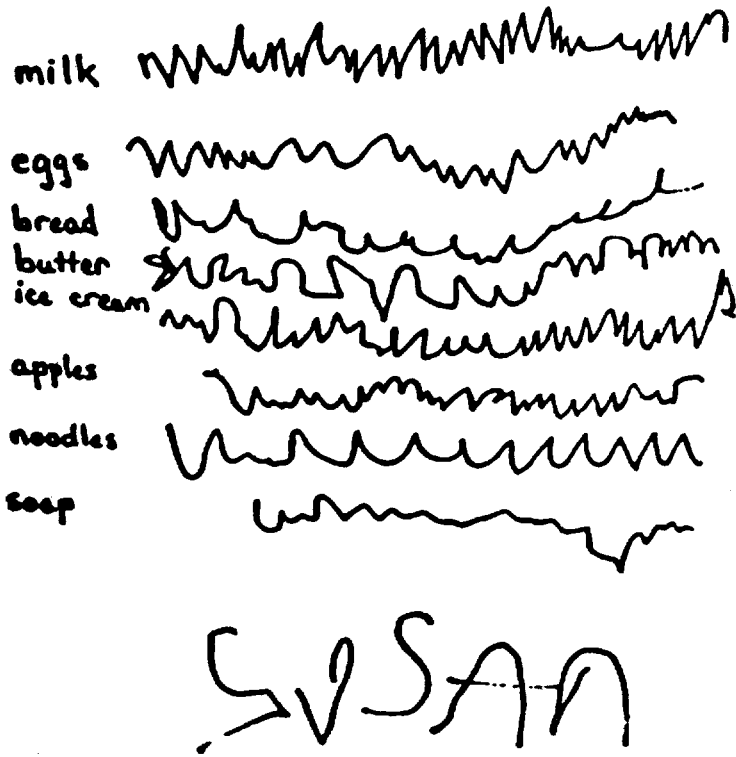 milk
eggs
bread
butter
ice cream
apples
noodles
soap
SUSAN